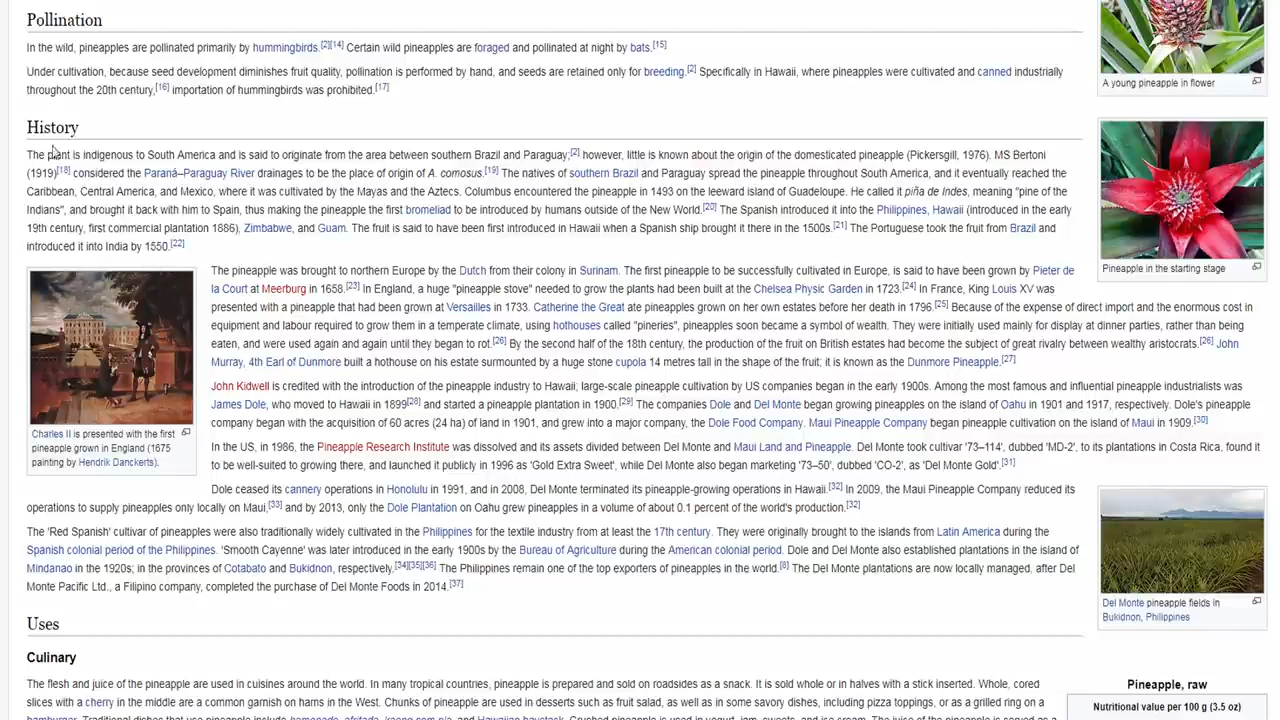 Pollination
In the wild, pineapples are pollinated primarily by hummingbirds.[2][14] Certain wild pineapples are foraged and pollinated at night by bats.[15]
Under cultivation, because seed development diminishes fruit quality, pollination is performed by hand, and seeds are retained only for breeding.[2] Specifically in Hawaii, where pineapples were cultivated and canned industrially
throughout the 20th century,[16] importation of hummingbirds was prohibited.[17]
A young pineapple in flower
History
The plant is indigenous to South America and is said to originate from the area between southern Brazil and Paraguay;[2] however, little is known about the origin of the domesticated pineapple (Pickersgill, 1976). MS Bertoni
(1919)[18] considered the Paraná–Paraguay River drainages to be the place of origin of A. comosus.[19] The natives of southern Brazil and Paraguay spread the pineapple throughout South America, and it eventually reached the
Caribbean, Central America, and Mexico, where it was cultivated by the Mayas and the Aztecs. Columbus encountered the pineapple in 1493 on the leeward island of Guadeloupe. He called it piña de Indes, meaning "pine of the
Indians", and brought it back with him to Spain, thus making the pineapple the first bromeliad to be introduced by humans outside of the New World.[20] The Spanish introduced it into the Philippines, Hawaii (introduced in the early
19th century, first commercial plantation 1886), Zimbabwe, and Guam. The fruit is said to have been first introduced in Hawaii when a Spanish ship brought it there in the 1500s.[21] The Portuguese took the fruit from Brazil and
introduced it into India by 1550.[22]
Pineapple in the starting stage
The pineapple was brought to northern Europe by the Dutch from their colony in Surinam. The first pineapple to be successfully cultivated in Europe, is said to have been grown by Pieter de
la Court at Meerburg in 1658.[23] In England, a huge "pineapple stove" needed to grow the plants had been built at the Chelsea Physic Garden in 1723.[24] In France, King Louis XV was
presented with a pineapple that had been grown at Versailles in 1733. Catherine the Great ate pineapples grown on her own estates before her death in 1796.[25] Because of the expense of direct import and the enormous cost in
equipment and labour required to grow them in a temperate climate, using hothouses called "pineries", pineapples soon became a symbol of wealth. They were initially used mainly for display at dinner parties, rather than being
eaten, and were used again and again until they began to rot.[26] By the second half of the 18th century, the production of the fruit on British estates had become the subject of great rivalry between wealthy aristocrats.[26] John
Murray, 4th Earl of Dunmore built a hothouse on his estate surmounted by a huge stone cupola 14 metres tall in the shape of the fruit; it is known as the Dunmore Pineapple.[27]
John Kidwell is credited with the introduction of the pineapple industry to Hawaii; large-scale pineapple cultivation by US companies began in the early 1900s. Among the most famous and influential pineapple industrialists was
James Dole, who moved to Hawaii in 1899[28] and started a pineapple plantation in 1900.[29] The companies Dole and Del Monte began growing pineapples on the island of Oahu in 1901 and 1917, respectively. Dole's pineapple
company began with the acquisition of 60 acres (24 ha) of land in 1901, and grew into a major company, the Dole Food Company. Maui Pineapple Company began pineapple cultivation on the island of Maui in 1909.[30]
Charles II is presented with the first
pineapple grown in England (1675
painting by Hendrik Danckerts).
In the US, in 1986, the Pineapple Research Institute was dissolved and its assets divided between Del Monte and Maui Land and Pineapple. Del Monte took cultivar '73–114', dubbed 'MD-2', to its plantations in Costa Rica, found it
to be well-suited to growing there, and launched it publicly in 1996 as 'Gold Extra Sweet', while Del Monte also began marketing '73–50', dubbed 'CO-2', as 'Del Monte Gold'.[31]
Dole ceased its cannery operations in Honolulu in 1991, and in 2008, Del Monte terminated its pineapple-growing operations in Hawaii.[32] In 2009, the Maui Pineapple Company reduced its
operations to supply pineapples only locally on Maui,[33] and by 2013, only the Dole Plantation on Oahu grew pineapples in a volume of about 0.1 percent of the world's production.[32]
The 'Red Spanish' cultivar of pineapples were also traditionally widely cultivated in the Philippines for the textile industry from at least the 17th century. They were originally brought to the islands from Latin America during the
Spanish colonial period of the Philippines. 'Smooth Cayenne' was later introduced in the early 1900s by the Bureau of Agriculture during the American colonial period. Dole and Del Monte also established plantations in the island of
Mindanao in the 1920s; in the provinces of Cotabato and Bukidnon, respectively.[34][35][36] The Philippines remain one of the top exporters of pineapples in the world.[8] The Del Monte plantations are now locally managed, after Del
Monte Pacific Ltd., a Filipino company, completed the purchase of Del Monte Foods in 2014.[37]
Del Monte pineapple fields in
Bukidnon, Philippines
Uses
Culinary
The flesh and juice of the pineapple are used in cuisines around the world. In many tropical countries, pineapple is prepared and sold on roadsides as a snack. It is sold whole or in halves with a stick inserted. Whole, cored
slices with a cherry in the middle are a common garnish on hams in the West. Chunks of pineapple are used in desserts such as fruit salad, as well as in some savory dishes, including pizza toppings, or as a grilled ring on a
Pineapple, raw
Nutritional value per 100 g (3.5 oz)